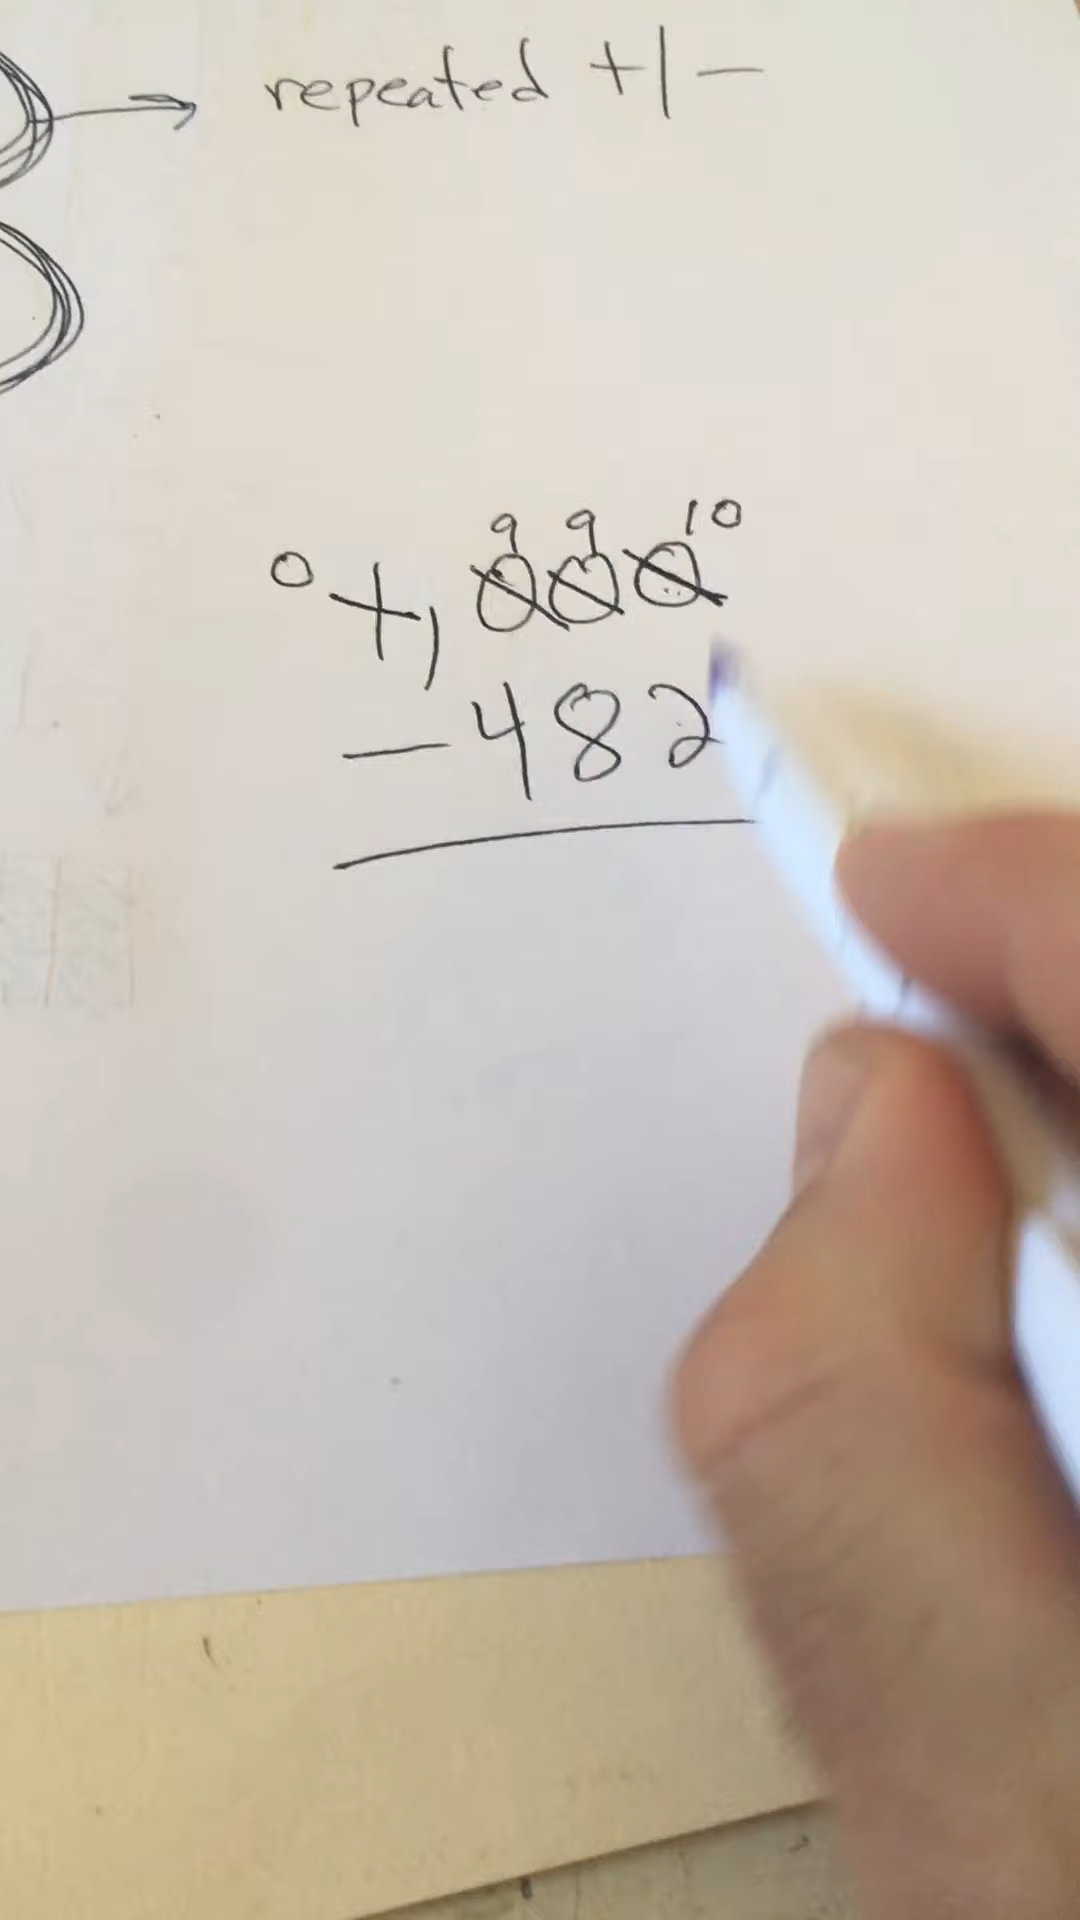 repeated +/-
9 9 10
0 1,000
- 482